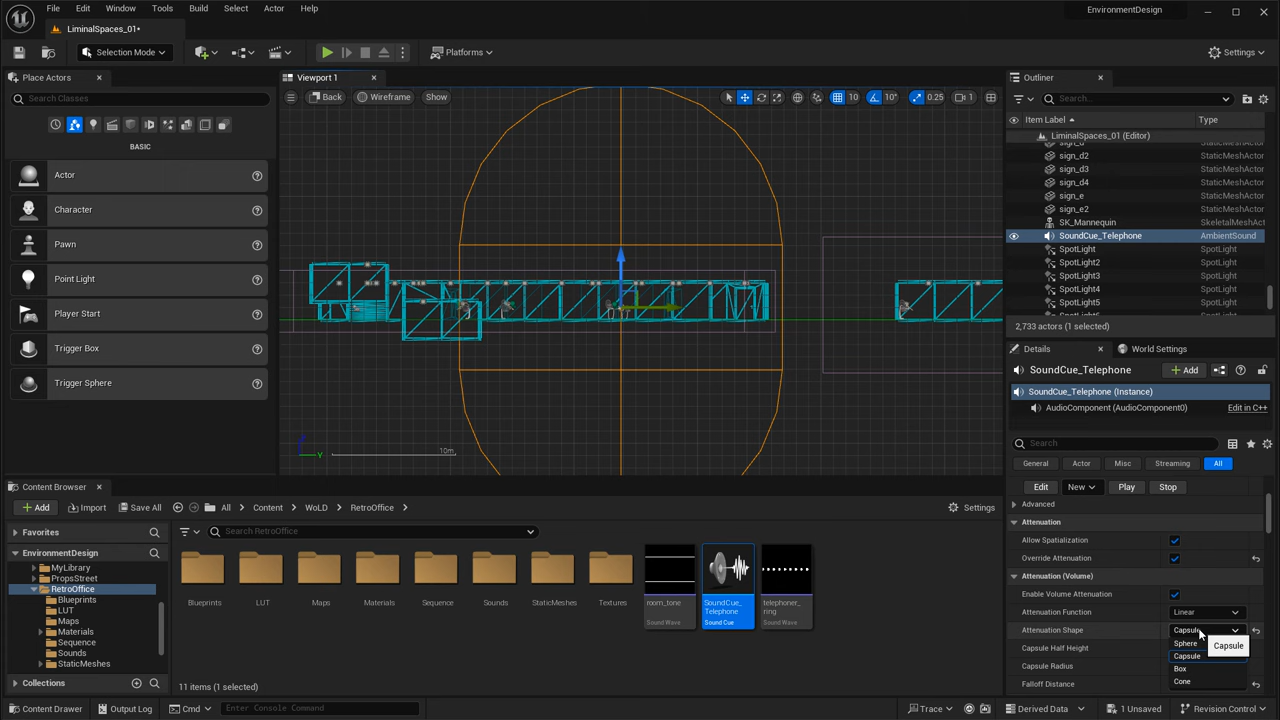 File Edit Window Tools Build Select Actor Help
EnvironmentDesign
LiminalSpaces_01*
Selection Mode
Platforms
Settings
Place Actors
Viewport 1
Outliner
Search Classes
Back
Wireframe
Show
10
10°
0.25
1
Search...
Item Label
Type
BASIC
LiminalSpaces_01 (Editor)
sign_d2 StaticMeshActor
sign_d3 StaticMeshActor
sign_d4 StaticMeshActor
sign_e StaticMeshActor
sign_e2 StaticMeshActor
SK_Mannequin SkeletalMeshAct
SoundCue_Telephone AmbientSound
SpotLight SpotLight
SpotLight2 SpotLight
SpotLight3 SpotLight
SpotLight4 SpotLight
SpotLight5 SpotLight
2,733 actors (1 selected)
Actor
Character
Pawn
Point Light
Player Start
Trigger Box
Trigger Sphere
10m
Z
Y
Details
World Settings
SoundCue_Telephone
Add
SoundCue_Telephone (Instance)
AudioComponent (AudioComponent0)
Edit in C++
Search
General Actor Misc Streaming All
Edit New Play Stop
Advanced
Attenuation
Allow Spatialization
Override Attenuation
Attenuation (Volume)
Enable Volume Attenuation
Attenuation Function Linear
Attenuation Shape Capsule
Sphere
Capsule
Capsule Half Height
Capsule
Capsule Radius
Box
Falloff Distance
Cone
Content Browser
Add
Import
Save All
All
Content
WoLD
RetroOffice
Settings
Favorites
Search RetroOffice
EnvironmentDesign
MyLibrary
PropsStreet
RetroOffice
Blueprints
LUT
Maps
Materials
Sequence
Sounds
StaticMeshes
Collections
Blueprints
LUT
Maps
Materials
Sequence
Sounds
StaticMeshes
Textures
room_tone
Sound Wave
SoundCue_
Telephone
Sound Cue
telephoner_
ring
Sound Wave
11 items (1 selected)
Content Drawer
Output Log
Cmd
Enter Console Command
Trace
Derived Data
1 Unsaved
Revision Control